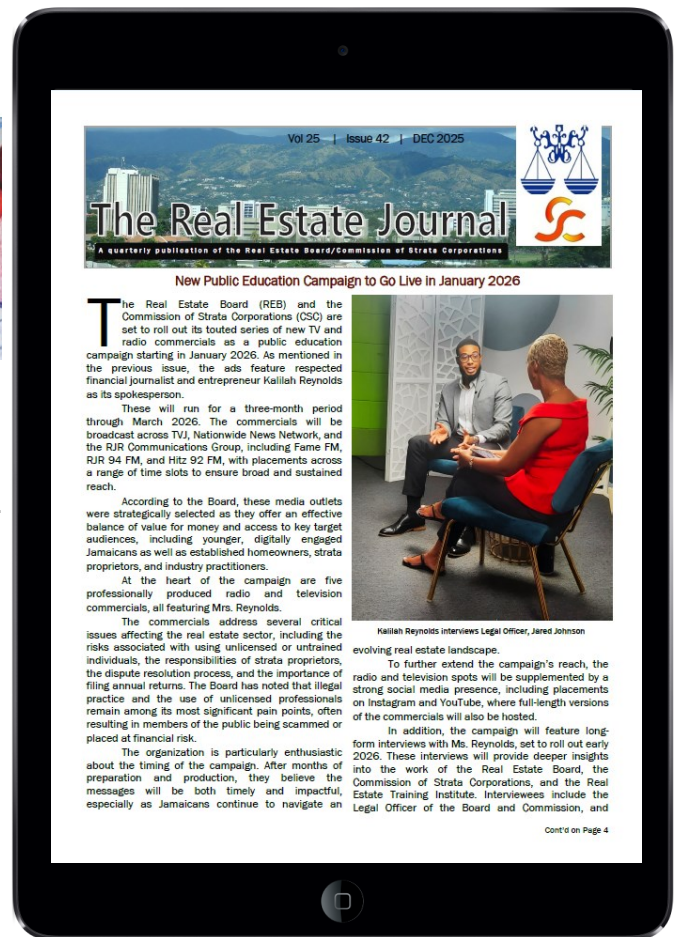 Vol 25 | Issue 42 | DEC 2025
The Real Estate Journal
A quarterly publication of the Real Estate Board/Commission of Strata Corporations
New Public Education Campaign to Go Live in January 2026
The Real Estate Board (REB) and the
Commission of Strata Corporations (CSC) are
set to roll out its touted series of new TV and
radio commercials as a public education
campaign starting in January 2026. As mentioned in
the previous issue, the ads feature respected
financial journalist and entrepreneur Kalilah Reynolds
as its spokesperson.
These will run for a three-month period
through March 2026. The commercials will be
broadcast across TVJ, Nationwide News Network, and
the RJR Communications Group, including Fame FM,
RJR 94 FM, and Hitz 92 FM, with placements across
a range of time slots to ensure broad and sustained
reach.
According to the Board, these media outlets
were strategically selected as they offer an effective
balance of value for money and access to key target
audiences, including younger, digitally engaged
Jamaicans as well as established homeowners, strata
proprietors, and industry practitioners.
At the heart of the campaign are five
professionally produced radio and television
commercials, all featuring Mrs. Reynolds.
The commercials address several critical
issues affecting the real estate sector, including the
risks associated with using unlicensed or untrained
individuals, the responsibilities of strata proprietors,
the dispute resolution process, and the importance of
filing annual returns. The Board has noted that illegal
practice and the use of unlicensed professionals
remain among its most significant pain points, often
resulting in members of the public being scammed or
placed at financial risk.
The organization is particularly enthusiastic
about the timing of the campaign. After months of
preparation and production, they believe the
messages will be both timely and impactful,
especially as Jamaicans continue to navigate an
Kalilah Reynolds interviews Legal Officer, Jared Johnson
evolving real estate landscape.
To further extend the campaign's reach, the
radio and television spots will be supplemented by a
strong social media presence, including placements
on Instagram and YouTube, where full-length versions
of the commercials will also be hosted.
In addition, the campaign will feature long-
form interviews with Ms. Reynolds, set to roll out early
2026. These interviews will provide deeper insights
into the work of the Real Estate Board, the
Commission of Strata Corporations, and the Real
Estate Training Institute. Interviewees include the
Legal Officer of the Board and Commission, and
Cont'd on Page 4